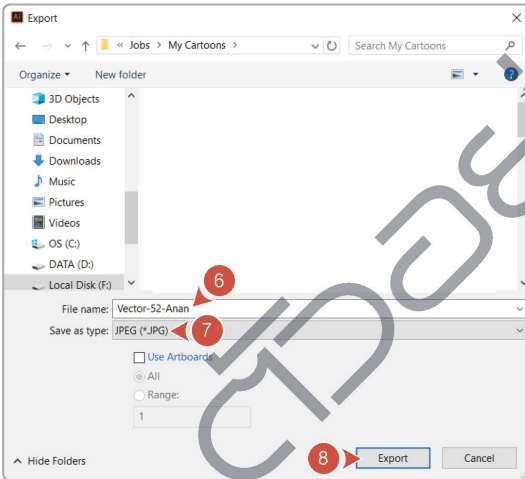 Ai Export
« Jobs > My Cartoons >
Search My Cartoons
Organize
New folder
?
3D Objects
Desktop
Documents
Downloads
Music
Pictures
Videos
OS (C:)
DATA (D:)
Local Disk (F:)
6
File name: Vector-52-Anan
Save as type: JPEG (*.JPG)
7
Use Artboards
All
Range:
1
Hide Folders
8
Export
Cancel